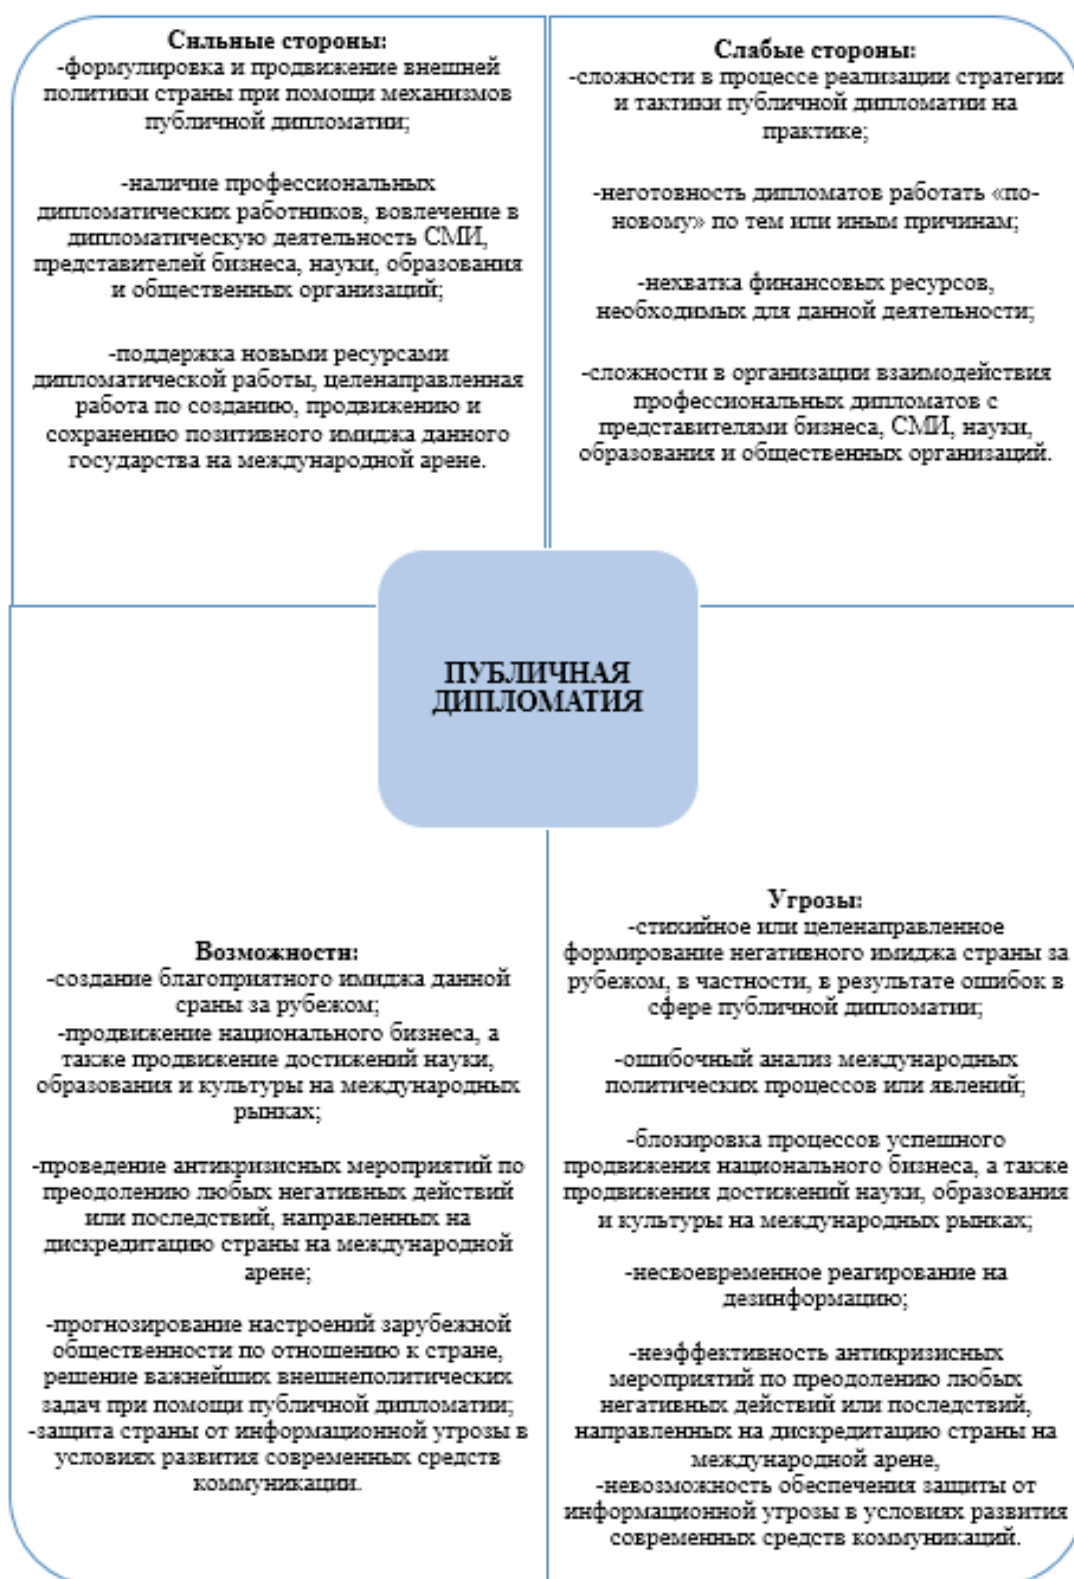 Сильные стороны:
-формулировка и продвижение внешней
политики страны при помощи механизмов
публичной дипломатии;
-наличие профессиональных
дипломатических работников, вовлечение в
дипломатическую деятельность СМИ,
представителей бизнеса, науки, образования
и общественных организаций;
-поддержка новыми ресурсами
дипломатической работы, целенаправленная
работа по созданию, продвижению и
сохранению позитивного имиджа данного
государства на международной арене.
Слабые стороны:
-сложности в процессе реализации стратегии
и тактики публичной дипломатии на
практике;
-неготовность дипломатов работать «по-
новому» по тем или иным причинам;
-нехватка финансовых ресурсов,
необходимых для данной деятельности;
-сложности в организации взаимодействия
профессиональных дипломатов с
представителями бизнеса, СМИ, науки,
образования и общественных организаций.
ПУБЛИЧНАЯ
ДИПЛОМАТИЯ
Возможности:
-создание благоприятного имиджа данной
сраны за рубежом;
-продвижение национального бизнеса, а
также продвижение достижений науки,
образования и культуры на международных
рынках;
-проведение антикризисных мероприятий по
преодолению любых негативных действий
или последствий, направленных на
дискредитацию страны на международной
арене;
-прогнозирование настроений зарубежной
общественности по отношению к стране,
решение важнейших внешнеполитических
задач при помощи публичной дипломатии;
-защита страны от информационной угрозы в
условиях развития современных средств
коммуникации.
Угрозы:
-стихийное или целенаправленное
формирование негативного имиджа страны за
рубежом, в частности, в результате ошибок в
сфере публичной дипломатии;
-ошибочный анализ международных
политических процессов или явлений;
-блокировка процессов успешного
продвижения национального бизнеса, а также
продвижения достижений науки, образования
и культуры на международных рынках;
-несвоевременное реагирование на
дезинформацию;
-неэффективность антикризисных
мероприятий по преодолению любых
негативных действий или последствий,
направленных на дискредитацию страны на
международной арене,
-невозможность обеспечения защиты от
информационной угрозы в условиях развития
современных средств коммуникаций.